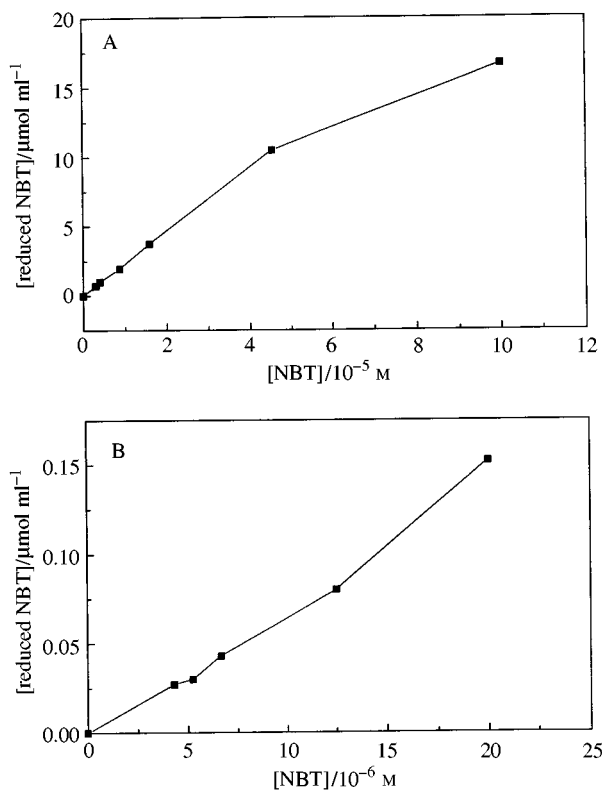 A
20
15
10
5
0
[reduced NBT]/μmol ml⁻¹
0 2 4 6 8 10 12
[NBT]/10⁻⁵ M
B
0.15
0.10
0.05
0.00
[reduced NBT]/μmol ml⁻¹
0 5 10 15 20 25
[NBT]/10⁻⁶ M